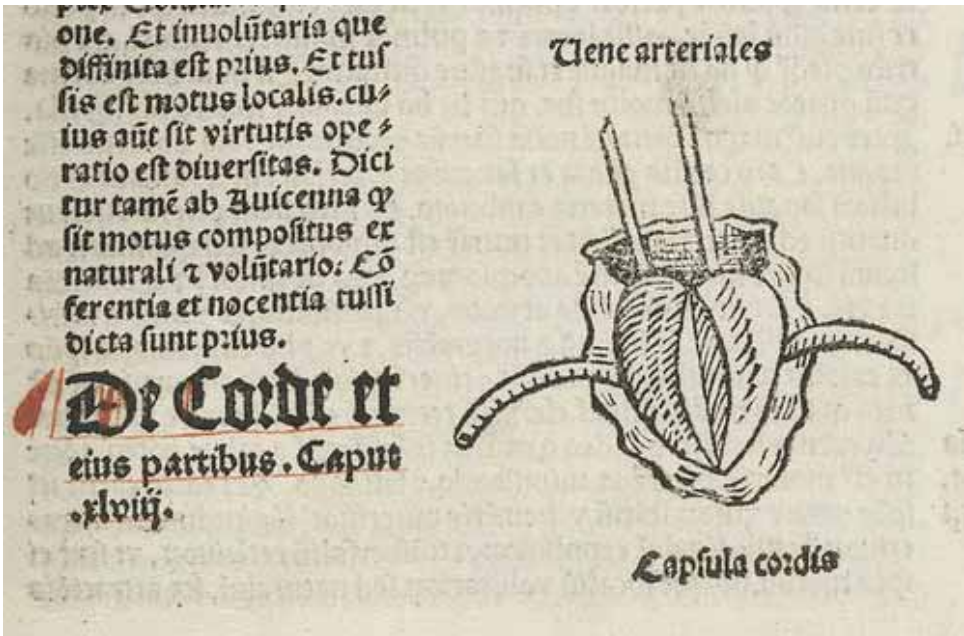 one. Et inuolūtaria que
diffinita est prius. Et tus
sis est motus localis. cu⸗
ius aūt sit virtutis ope⸗
ratio est diuersitas. Dici
tur tamē ab Auicenna ꝙ
sit motus compositus ex
naturali ⁊ volūtario. Cō
ferentia et nocentia tussi
dicta sunt prius.
De Corde et
eius partibus. Caput
.xlviij.
Uene arteriales
Capsula cordis